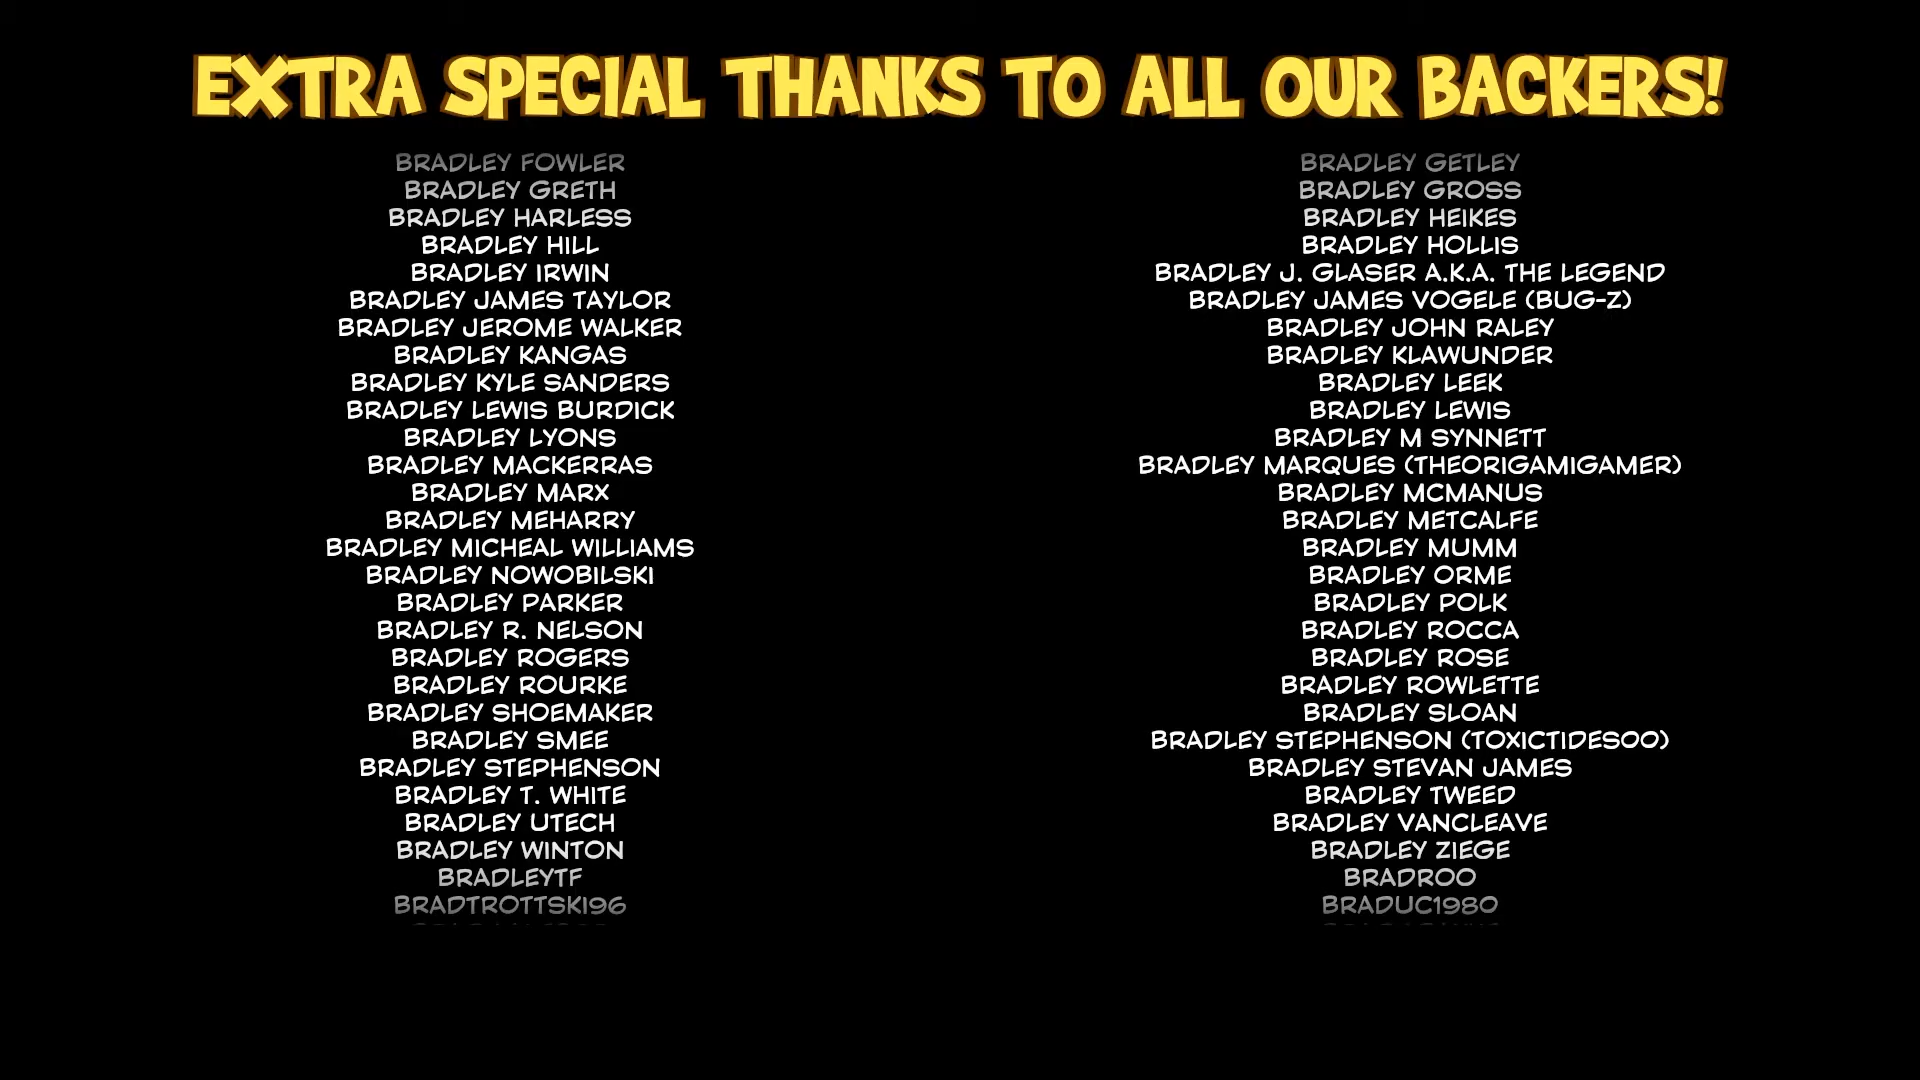 EXTRA SPECIAL THANKS TO ALL OUR BACKERS!
BRADLEY FOWLER
BRADLEY GETLEY
BRADLEY GRETH
BRADLEY GROSS
BRADLEY HARLESS
BRADLEY HEIKES
BRADLEY HILL
BRADLEY HOLLIS
BRADLEY IRWIN
BRADLEY J. GLASER A.K.A. THE LEGEND
BRADLEY JAMES TAYLOR
BRADLEY JAMES VOGELE (BUG-Z)
BRADLEY JEROME WALKER
BRADLEY JOHN RALEY
BRADLEY KANGAS
BRADLEY KLAWUNDER
BRADLEY KYLE SANDERS
BRADLEY LEEK
BRADLEY LEWIS BURDICK
BRADLEY LEWIS
BRADLEY LYONS
BRADLEY M SYNNETT
BRADLEY MACKERRAS
BRADLEY MARQUES (THEORIGAMIGAMER)
BRADLEY MARX
BRADLEY MCMANUS
BRADLEY MEHARRY
BRADLEY METCALFE
BRADLEY MICHEAL WILLIAMS
BRADLEY MUMM
BRADLEY NOWOBILSKI
BRADLEY ORME
BRADLEY PARKER
BRADLEY POLK
BRADLEY R. NELSON
BRADLEY ROCCA
BRADLEY ROGERS
BRADLEY ROSE
BRADLEY ROURKE
BRADLEY ROWLETTE
BRADLEY SHOEMAKER
BRADLEY SLOAN
BRADLEY SMEE
BRADLEY STEPHENSON (TOXICTIDES00)
BRADLEY STEPHENSON
BRADLEY STEVAN JAMES
BRADLEY T. WHITE
BRADLEY TWEED
BRADLEY UTECH
BRADLEY VANCLEAVE
BRADLEY WINTON
BRADLEY ZIEGE
BRADLEYTF
BRADROO
BRADTROTTSKI96
BRADUC1980